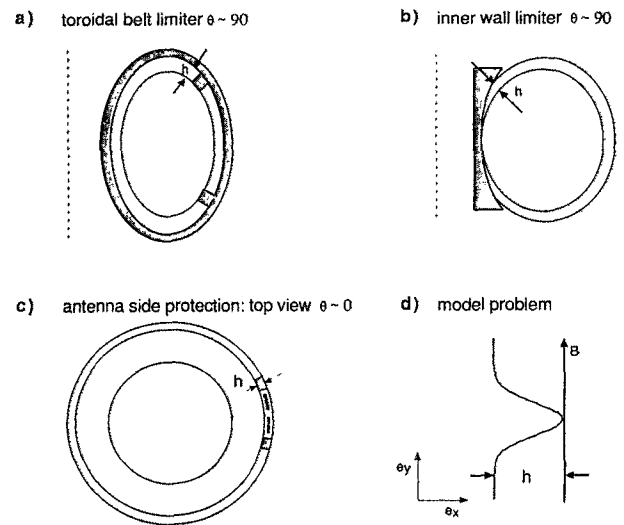 a) toroidal belt limiter θ ~ 90
h
b) inner wall limiter θ ~ 90
h
c) antenna side protection: top view θ ~ 0
h
d) model problem
B
h
ey
ex